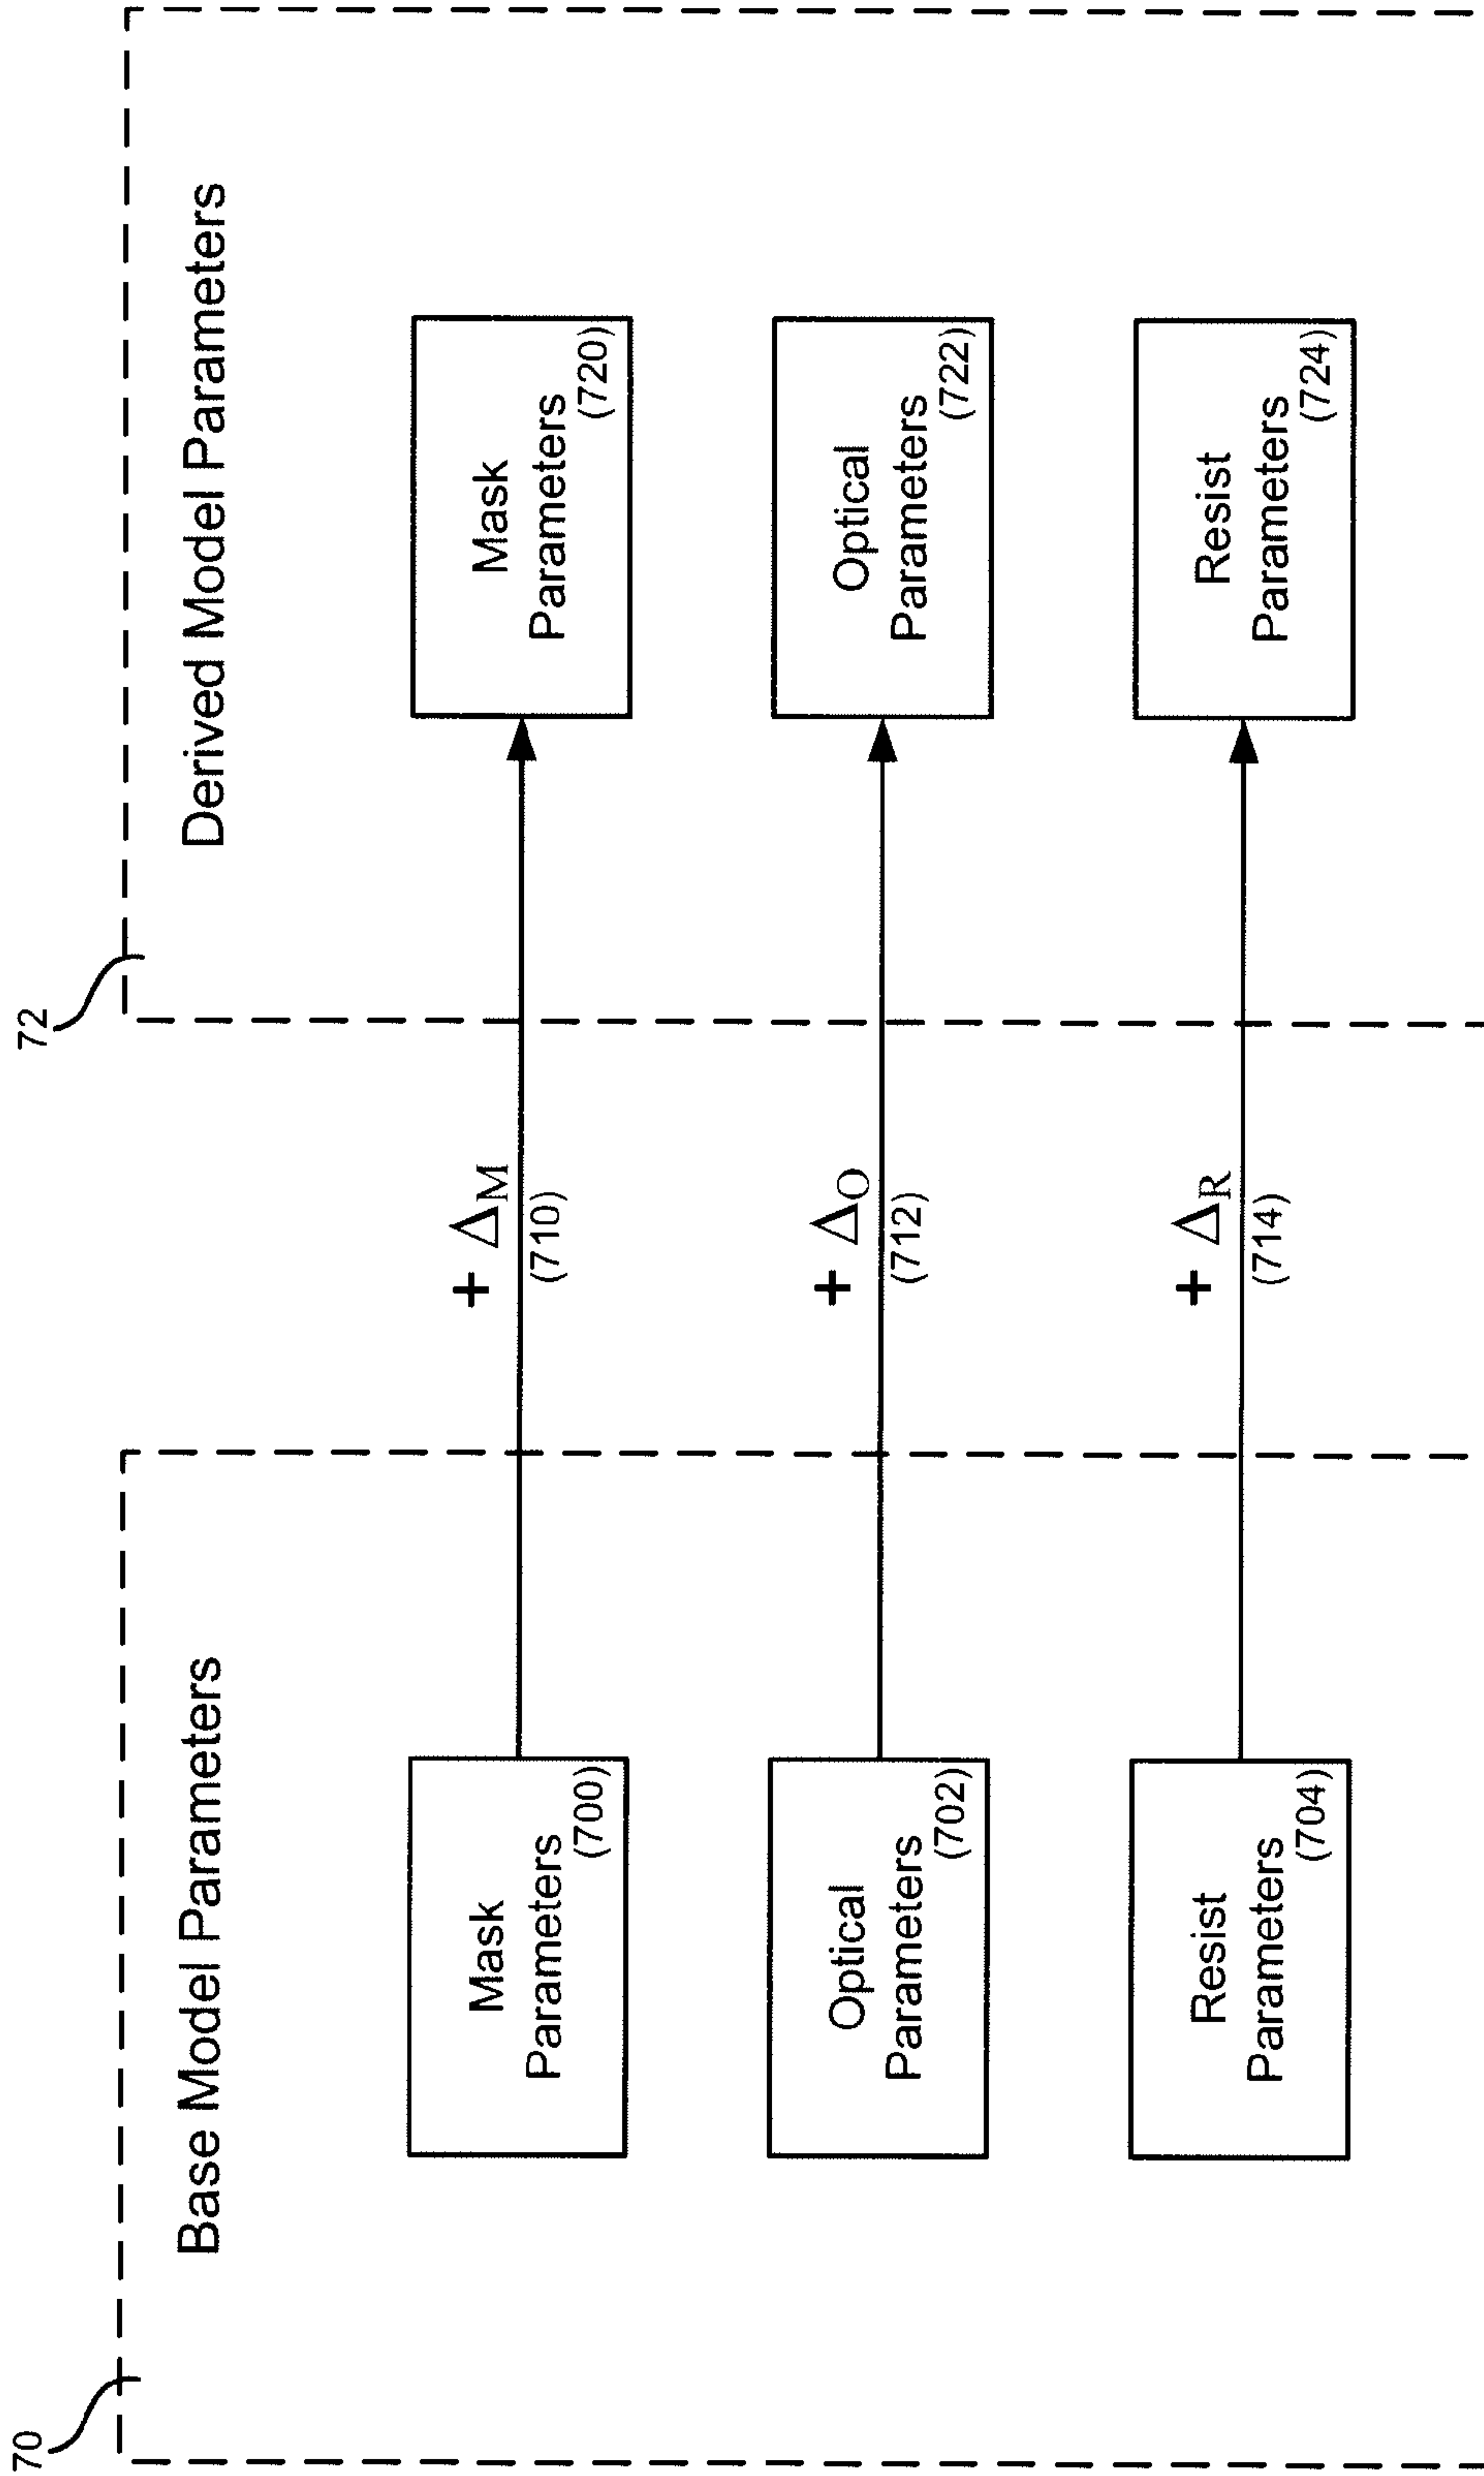 70
72
Base Model Parameters
Derived Model Parameters
Mask
Parameters
(700)
+ ΔM
(710)
Mask
Parameters
(720)
Optical
Parameters
(702)
+ ΔO
(712)
Optical
Parameters
(722)
Resist
Parameters
(704)
+ ΔR
(714)
Resist
Parameters
(724)